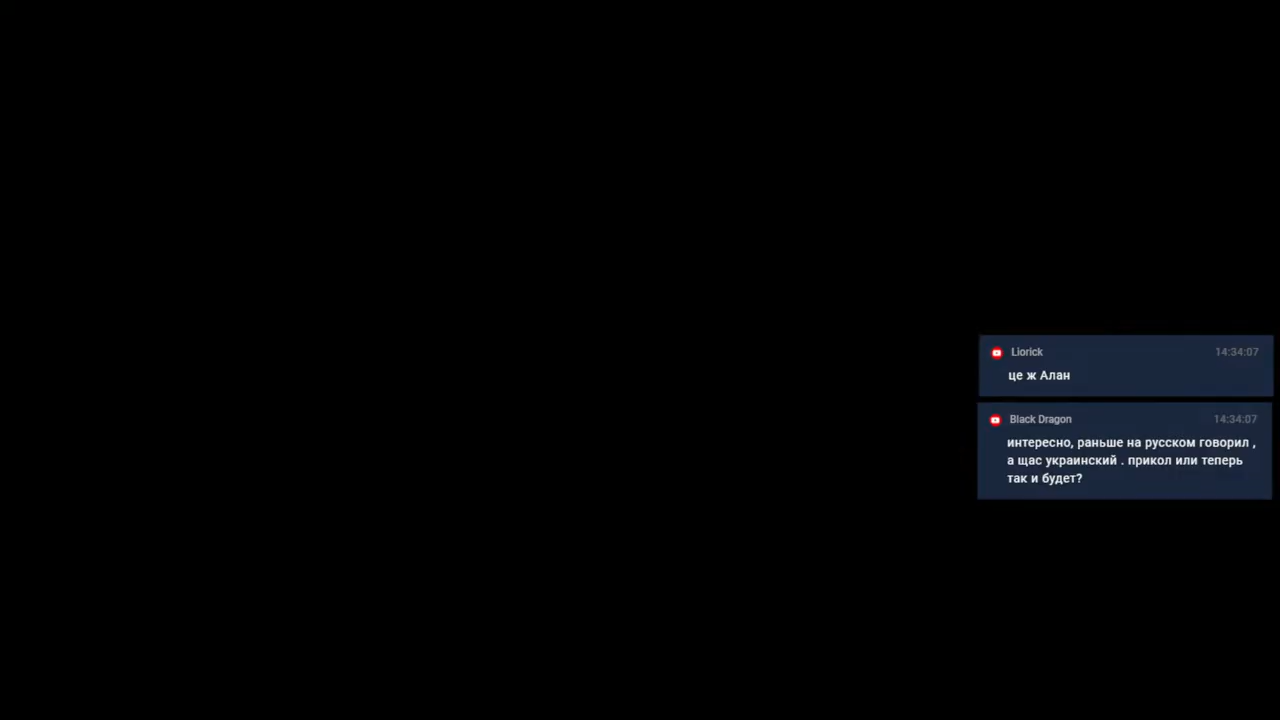 Liorick 14:34:07
це ж Алан
Black Dragon 14:34:07
интересно, раньше на русском говорил ,
а щас украинский . прикол или теперь
так и будет?